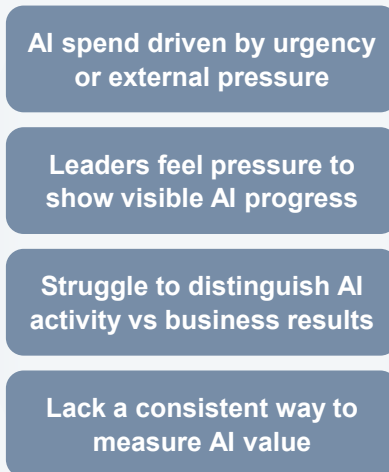 AI spend driven by urgency
or external pressure
Leaders feel pressure to
show visible AI progress
Struggle to distinguish AI
activity vs business results
Lack a consistent way to
measure AI value